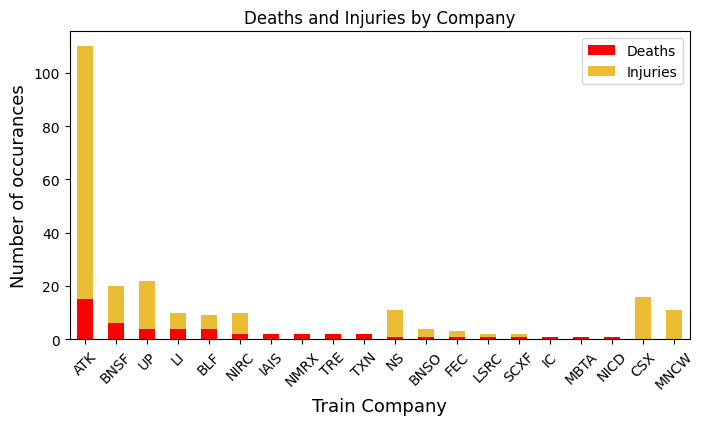 Deaths and Injuries by Company
Deaths
Injuries
Number of occurances
100
80
60
40
20
0
ATK
BNSF
UP
LI
BLF
NIRC
IAIS
NMRX
TRE
TXN
NS
BNSO
FEC
LSRC
SCXF
IC
MBTA
NICD
CSX
MNCW
Train Company